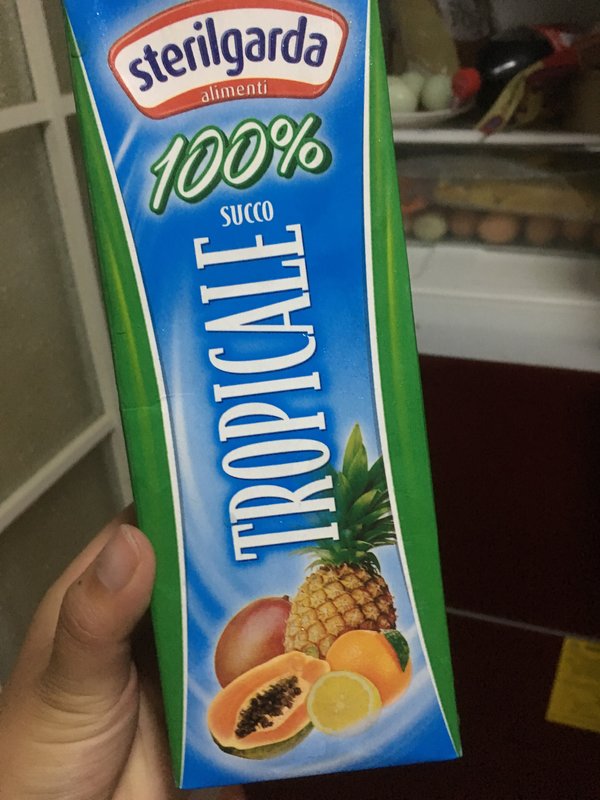 sterilgarda
alimenti
100%
SUCCO
TROPICALE